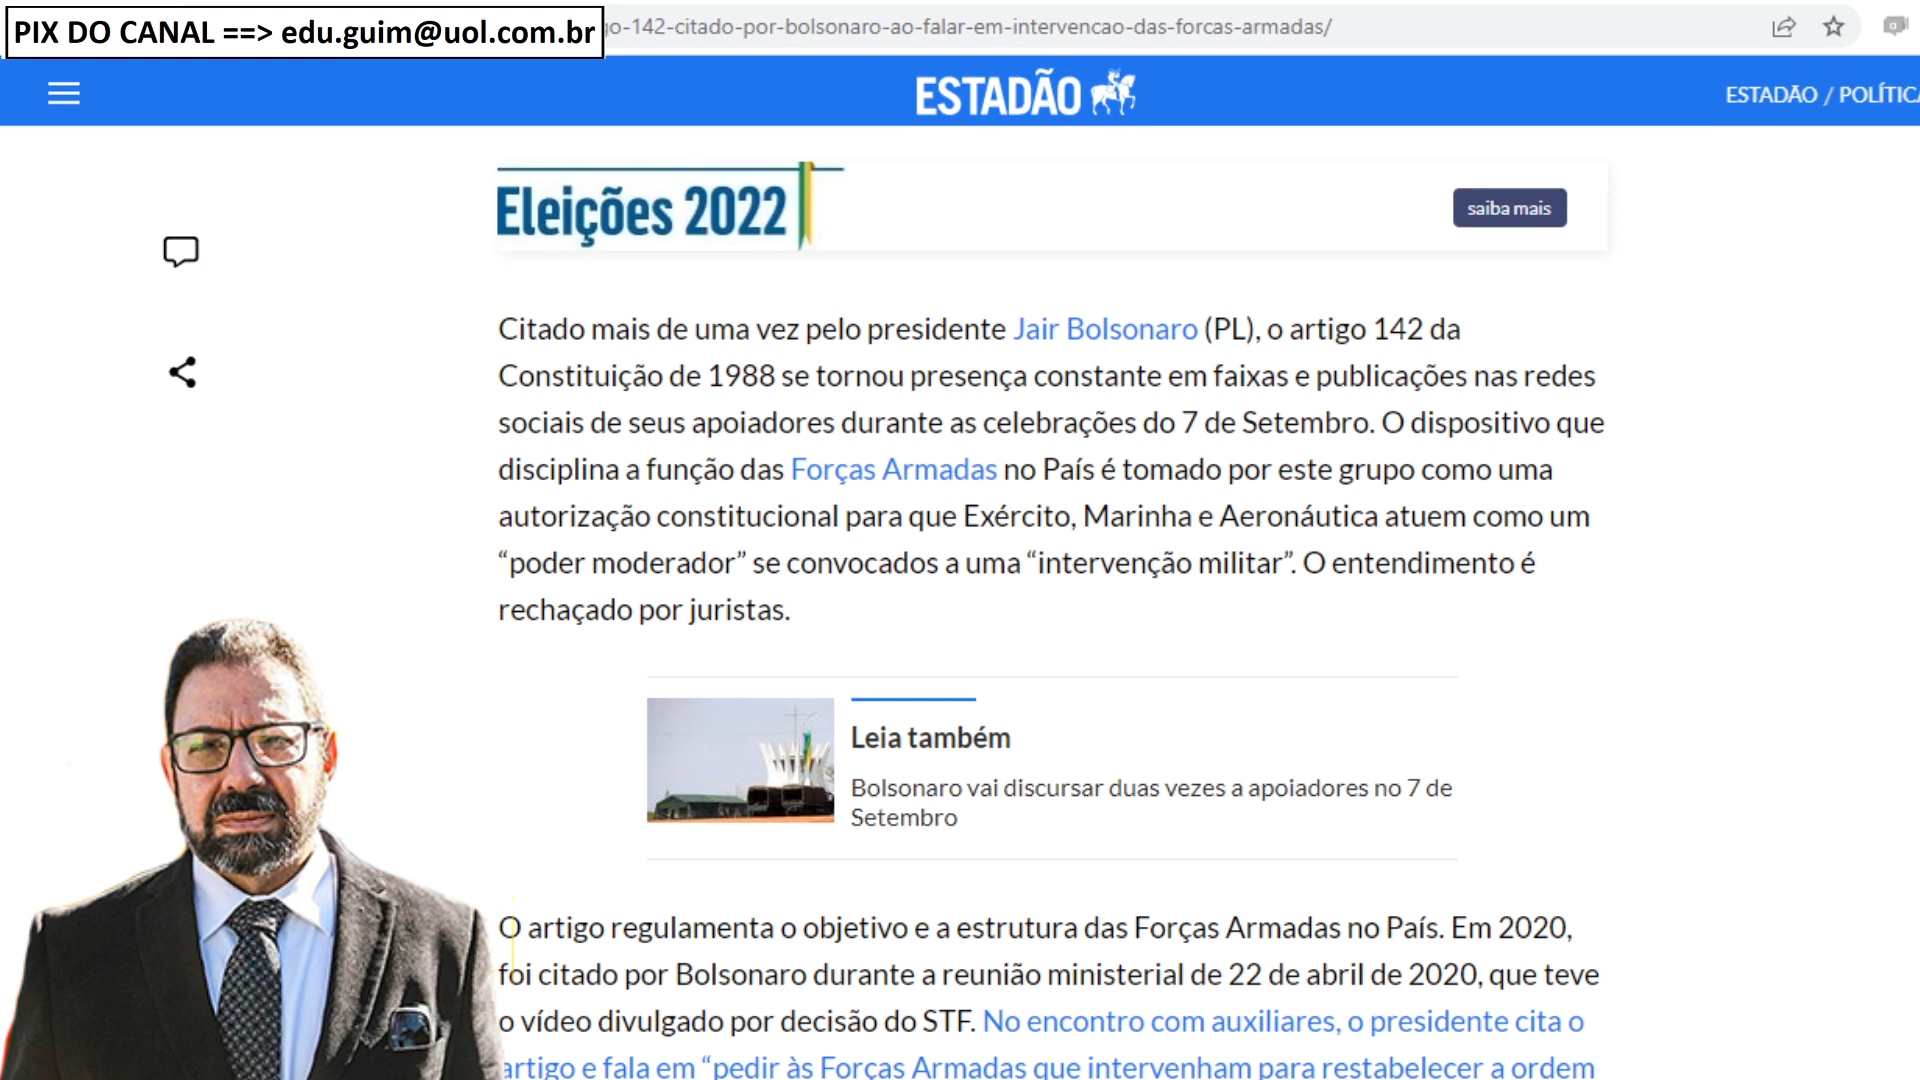 PIX DO CANAL ==> edu.guim@uol.com.br
o-142-citado-por-bolsonaro-ao-falar-em-intervencao-das-forcas-armadas/
ESTADÃO
ESTADÃO / POLÍTICA
Eleições 2022
saiba mais
Citado mais de uma vez pelo presidente Jair Bolsonaro (PL), o artigo 142 da
Constituição de 1988 se tornou presença constante em faixas e publicações nas redes
sociais de seus apoiadores durante as celebrações do 7 de Setembro. O dispositivo que
disciplina a função das Forças Armadas no País é tomado por este grupo como uma
autorização constitucional para que Exército, Marinha e Aeronáutica atuem como um
“poder moderador” se convocados a uma “intervenção militar”. O entendimento é
rechaçado por juristas.
Leia também
Bolsonaro vai discursar duas vezes a apoiadores no 7 de
Setembro
O artigo regulamenta o objetivo e a estrutura das Forças Armadas no País. Em 2020,
foi citado por Bolsonaro durante a reunião ministerial de 22 de abril de 2020, que teve
o vídeo divulgado por decisão do STF. No encontro com auxiliares, o presidente cita o
artigo e fala em “pedir às Forças Armadas que intervenham para restabelecer a ordem